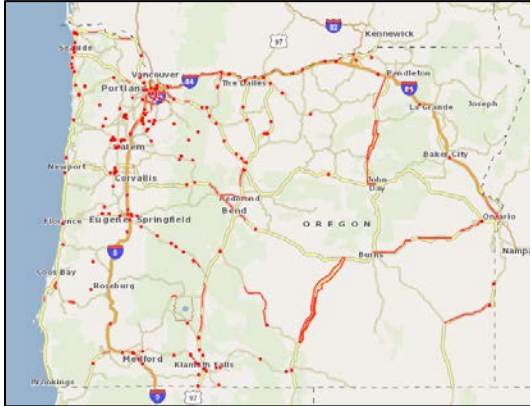 82
Kennewick
97
Seaside
Vancouver
84
The Dalles
Pendleton
Portland
84
La Grande
Joseph
Salem
Baker City
Newport
Corvallis
John Day
Redmond
Bend
Ontario
Florence
Eugene
Springfield
OREGON
Nampa
5
Burns
Coos Bay
Roseburg
Medford
Klamath Falls
Brookings
5
97